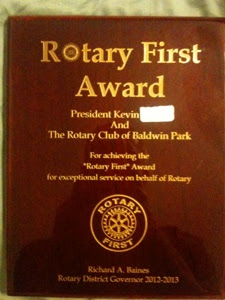 Rotary First
Award
President Kevin
And
The Rotary Club of Baldwin Park
For achieving the
"Rotary First" Award
for exceptional service on behalf of Rotary
ROTARY
FIRST
Richard A. Baines
Rotary District Governor 2012-2013